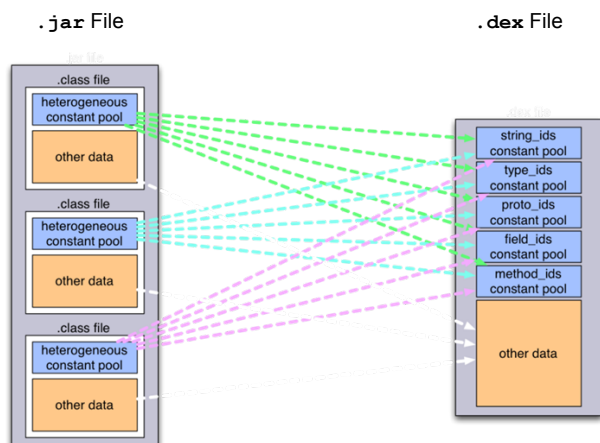 .jar File
.dex File
.jar file
.class file
heterogeneous
constant pool
other data
.class file
heterogeneous
constant pool
other data
.class file
heterogeneous
constant pool
other data
.dex file
string_ids
constant pool
type_ids
constant pool
proto_ids
constant pool
field_ids
constant pool
method_ids
constant pool
other data